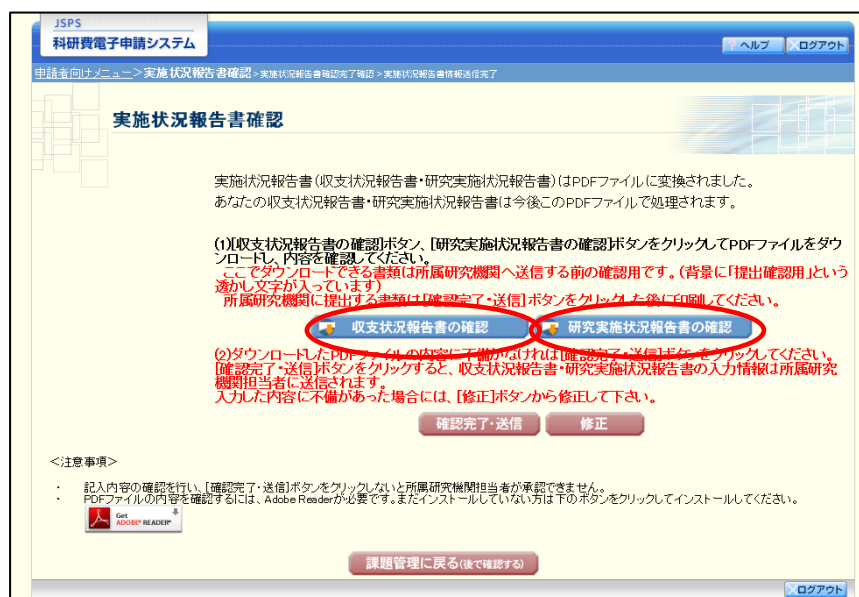 JSPS
科研費電子申請システム
? ヘルプ
ログアウト
申請者向けメニュー>実施状況報告書確認>実施状況報告書確認完了確認>実施状況報告書情報送信完了
実施状況報告書確認
実施状況報告書(収支状況報告書・研究実施状況報告書)はPDFファイルに変換されました。
あなたの収支状況報告書・研究実施状況報告書は今後このPDFファイルで処理されます。
(1)[収支状況報告書の確認]ボタン、[研究実施状況報告書の確認]ボタンをクリックしてPDFファイルをダウ
ンロードし、内容を確認してください。
ここでダウンロードできる書類は所属研究機関へ送信する前の確認用です。(背景に「提出確認用」という
透かし文字が入っています)
所属研究機関に提出する書類は[確認完了・送信]ボタンをクリックした後に印刷してください。
収支状況報告書の確認
研究実施状況報告書の確認
(2)ダウンロードしたPDFファイルの内容に不備がなければ[確認完了・送信]ボタンをクリックしてください。
[確認完了・送信]ボタンをクリックすると、収支状況報告書・研究実施状況報告書の入力情報は所属研究
機関担当者に送信されます。
入力した内容に不備があった場合には、[修正]ボタンから修正して下さい。
確認完了・送信
修正
<注意事項>
・ 記入内容の確認を行い、[確認完了・送信]ボタンをクリックしないと所属研究機関担当者が承認できません。
・ PDFファイルの内容を確認するには、Adobe Readerが必要です。まだインストールしていない方は下のボタンをクリックしてインストールしてください。
Get
ADOBE® READER®
課題管理に戻る(後で確認する)
ログアウト